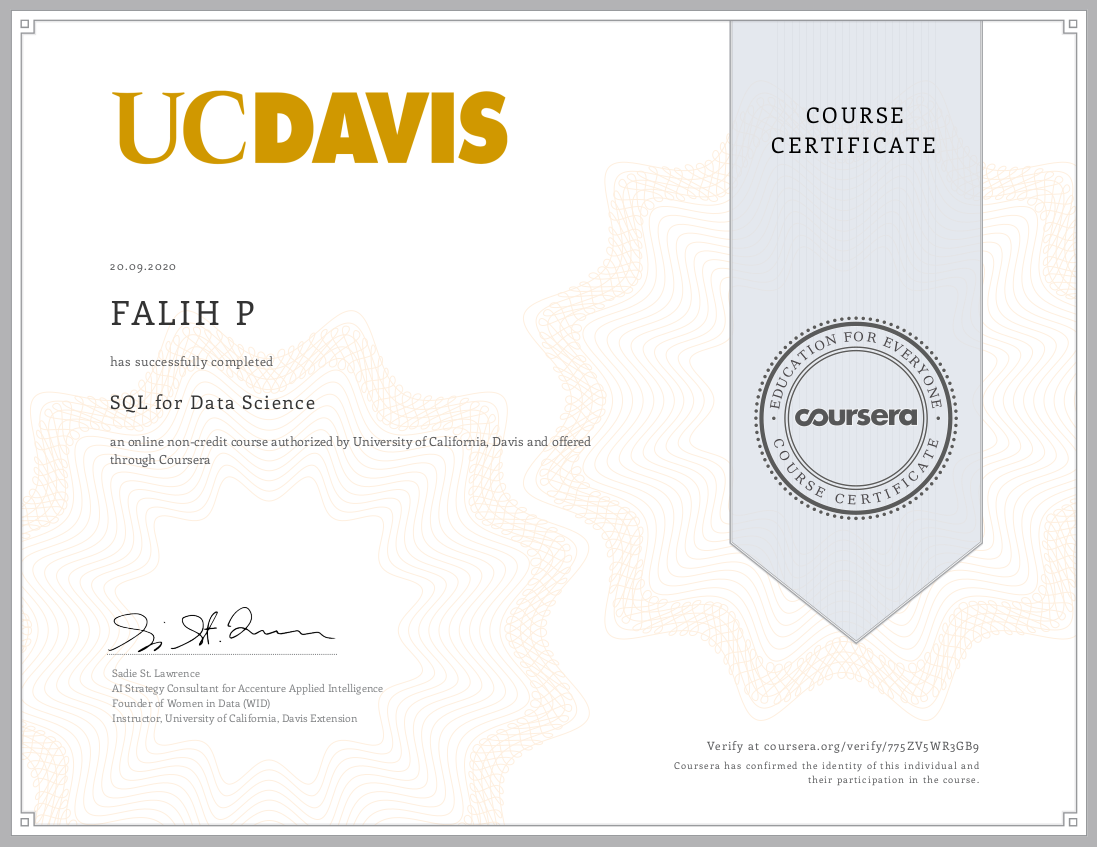 UCDAVIS
COURSE
CERTIFICATE
20.09.2020
FALIH P
has successfully completed
SQL for Data Science
an online non-credit course authorized by University of California, Davis and offered
through Coursera
EDUCATION FOR EVERYONE
coursera
COURSE CERTIFICATE
Sadie St. Lawrence
AI Strategy Consultant for Accenture Applied Intelligence
Founder of Women in Data (WID)
Instructor, University of California, Davis Extension
Verify at coursera.org/verify/775ZV5WR3GB9
Coursera has confirmed the identity of this individual and
their participation in the course.